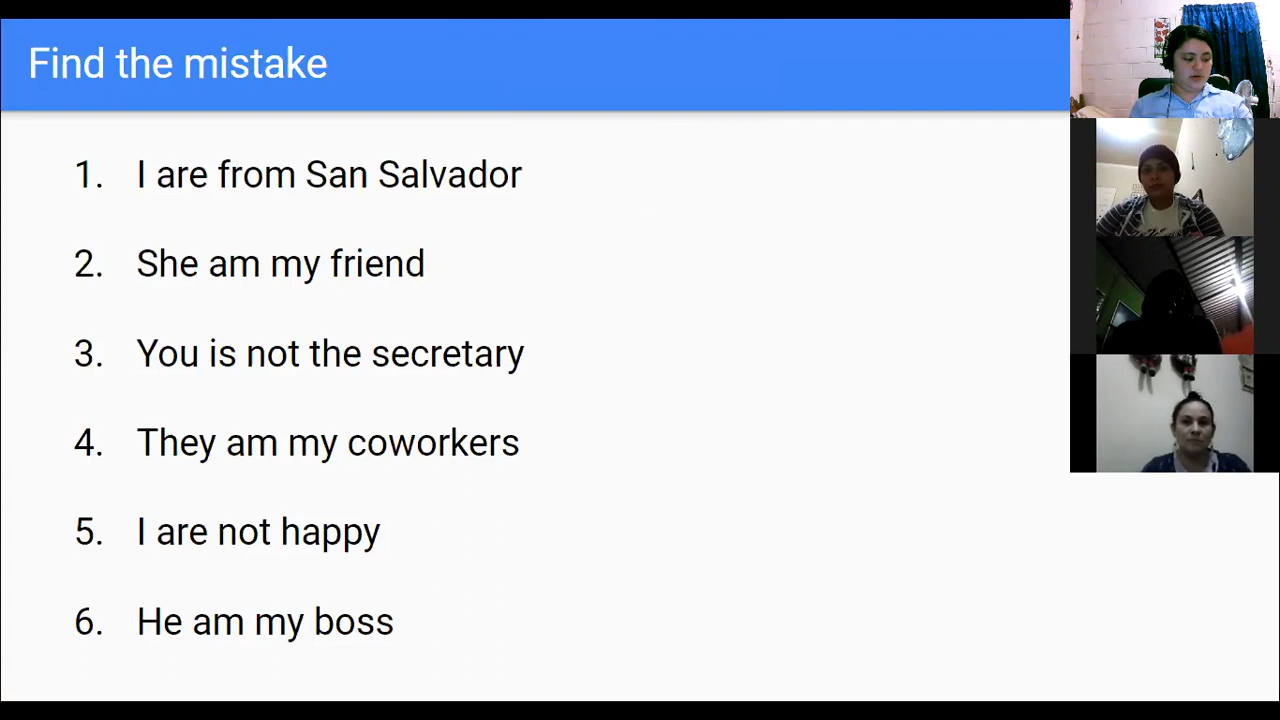 Find the mistake
1. I are from San Salvador
2. She am my friend
3. You is not the secretary
4. They am my coworkers
5. I are not happy
6. He am my boss